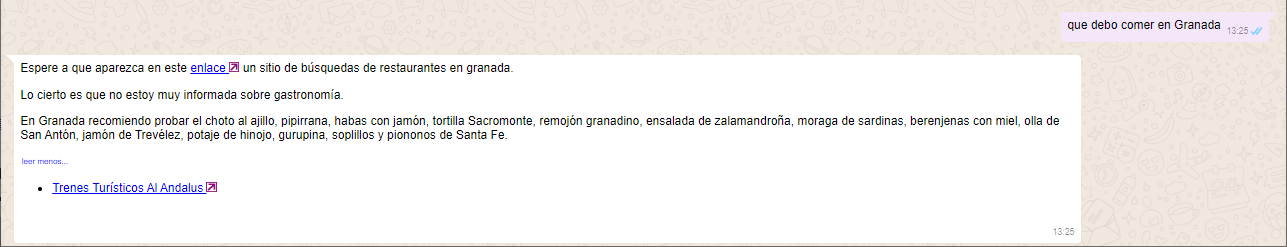 que debo comer en Granada 13:25
Espere a que aparezca en este enlace un sitio de búsquedas de restaurantes en granada.
Lo cierto es que no estoy muy informada sobre gastronomía.
En Granada recomiendo probar el choto al ajillo, pipirrana, habas con jamón, tortilla Sacromonte, remojón granadino, ensalada de zalamandroña, moraga de sardinas, berenjenas con miel, olla de
San Antón, jamón de Trevélez, potaje de hinojo, gurupina, soplillos y piononos de Santa Fe.
leer menos...
Trenes Turísticos Al Andalus
13:25